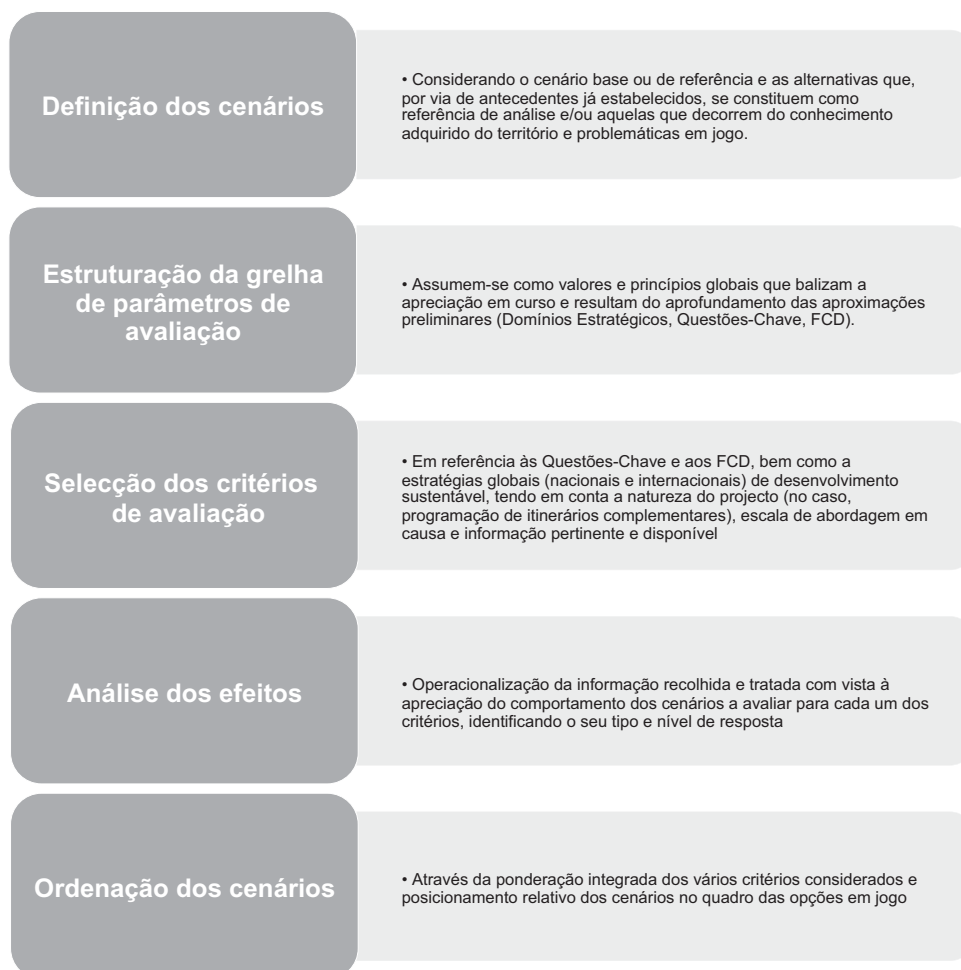 Definição dos cenários
• Considerando o cenário base ou de referência e as alternativas que,
por via de antecedentes já estabelecidos, se constituem como
referência de análise e/ou aquelas que decorrem do conhecimento
adquirido do território e problemáticas em jogo.
Estruturação da grelha
de parâmetros de
avaliação
• Assumem-se como valores e princípios globais que balizam a
apreciação em curso e resultam do aprofundamento das aproximações
preliminares (Domínios Estratégicos, Questões-Chave, FCD).
Selecção dos critérios
de avaliação
• Em referência às Questões-Chave e aos FCD, bem como a
estratégias globais (nacionais e internacionais) de desenvolvimento
sustentável, tendo em conta a natureza do projecto (no caso,
programação de itinerários complementares), escala de abordagem em
causa e informação pertinente e disponível
Análise dos efeitos
• Operacionalização da informação recolhida e tratada com vista à
apreciação do comportamento dos cenários a avaliar para cada um dos
critérios, identificando o seu tipo e nível de resposta
Ordenação dos cenários
• Através da ponderação integrada dos vários critérios considerados e
posicionamento relativo dos cenários no quadro das opções em jogo